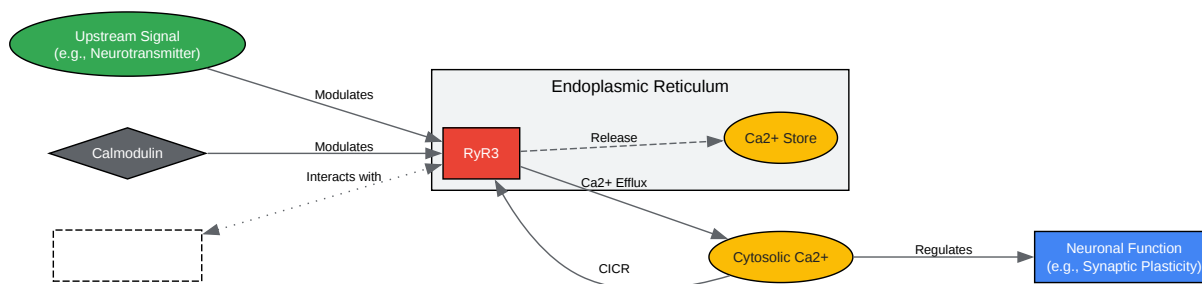 Upstream Signal
(e.g., Neurotransmitter)
Endoplasmic Reticulum
Modulates
Release
Ca2+ Store
Calmodulin
Modulates
RyR3
Interacts with
Ca2+ Efflux
Regulates
Neuronal Function
(e.g., Synaptic Plasticity)
Cytosolic Ca2+
CICR